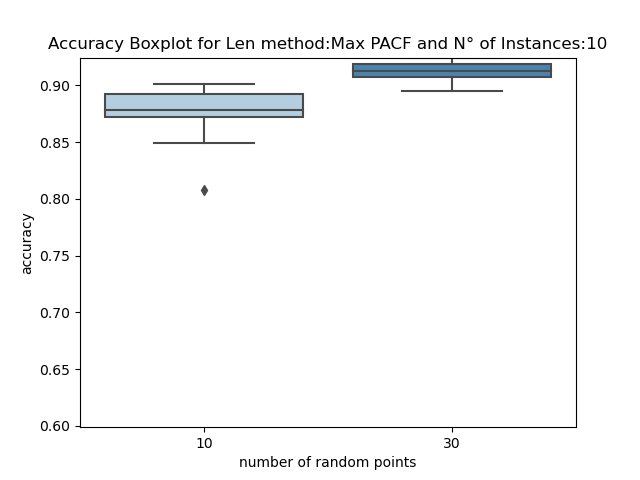 Accuracy Boxplot for Len method:Max PACF and N° of Instances:10
0.90
0.85
0.80
0.75
0.70
0.65
0.60
accuracy
10 30
number of random points